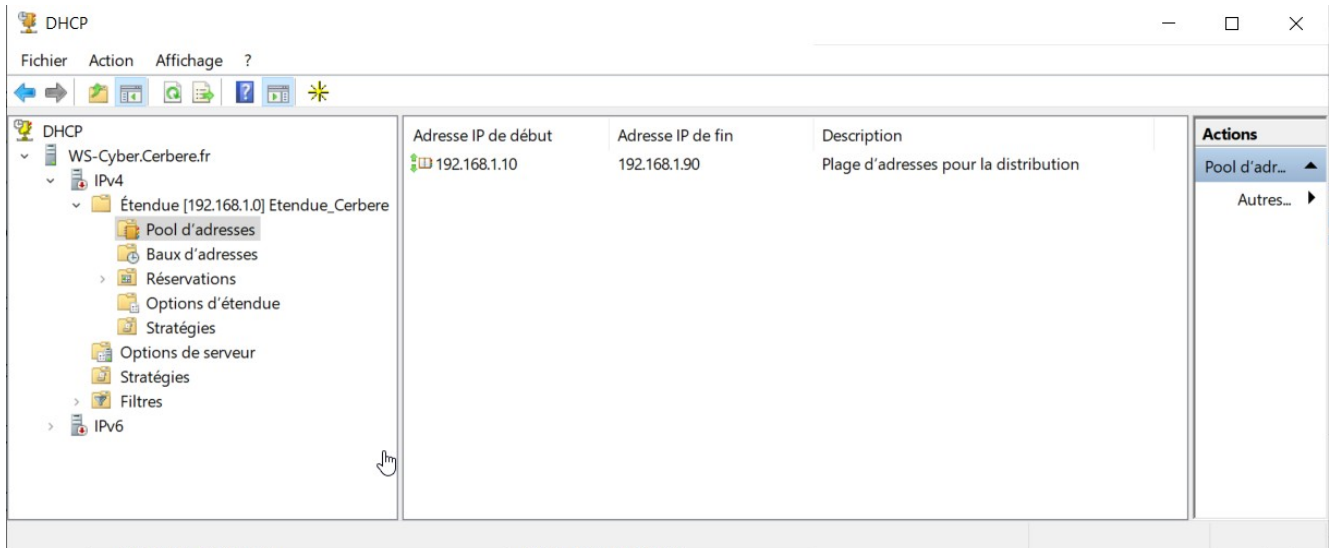 DHCP
Fichier Action Affichage ?
DHCP
WS-Cyber.Cerbere.fr
IPv4
Étendue [192.168.1.0] Etendue_Cerbere
Pool d'adresses
Baux d'adresses
Réservations
Options d'étendue
Stratégies
Options de serveur
Stratégies
Filtres
IPv6
Adresse IP de début Adresse IP de fin Description
192.168.1.10 192.168.1.90 Plage d'adresses pour la distribution
Actions
Pool d'adr...
Autres...